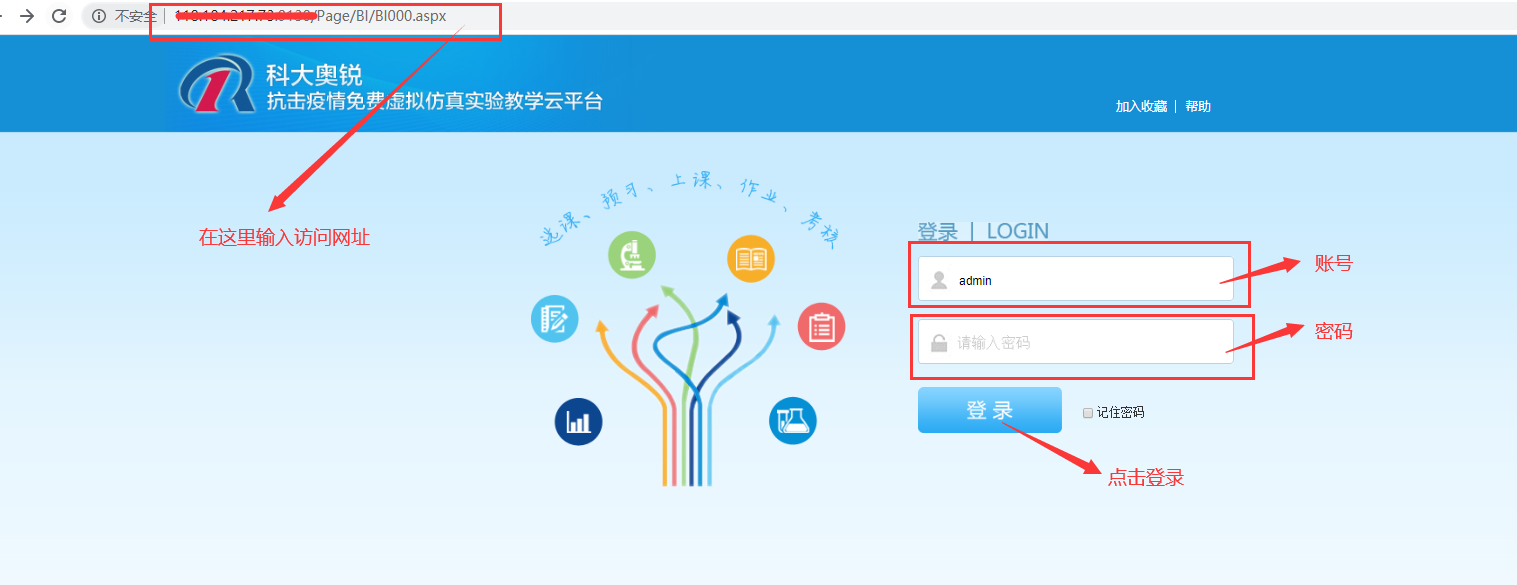 不安全 | /Page/BI/BI000.aspx
科大奥锐
抗击疫情免费虚拟仿真实验教学云平台
加入收藏 | 帮助
选课、预习、上课、作业、考核
在这里输入访问网址
登录 | LOGIN
admin
账号
请输入密码
密码
登 录
记住密码
点击登录